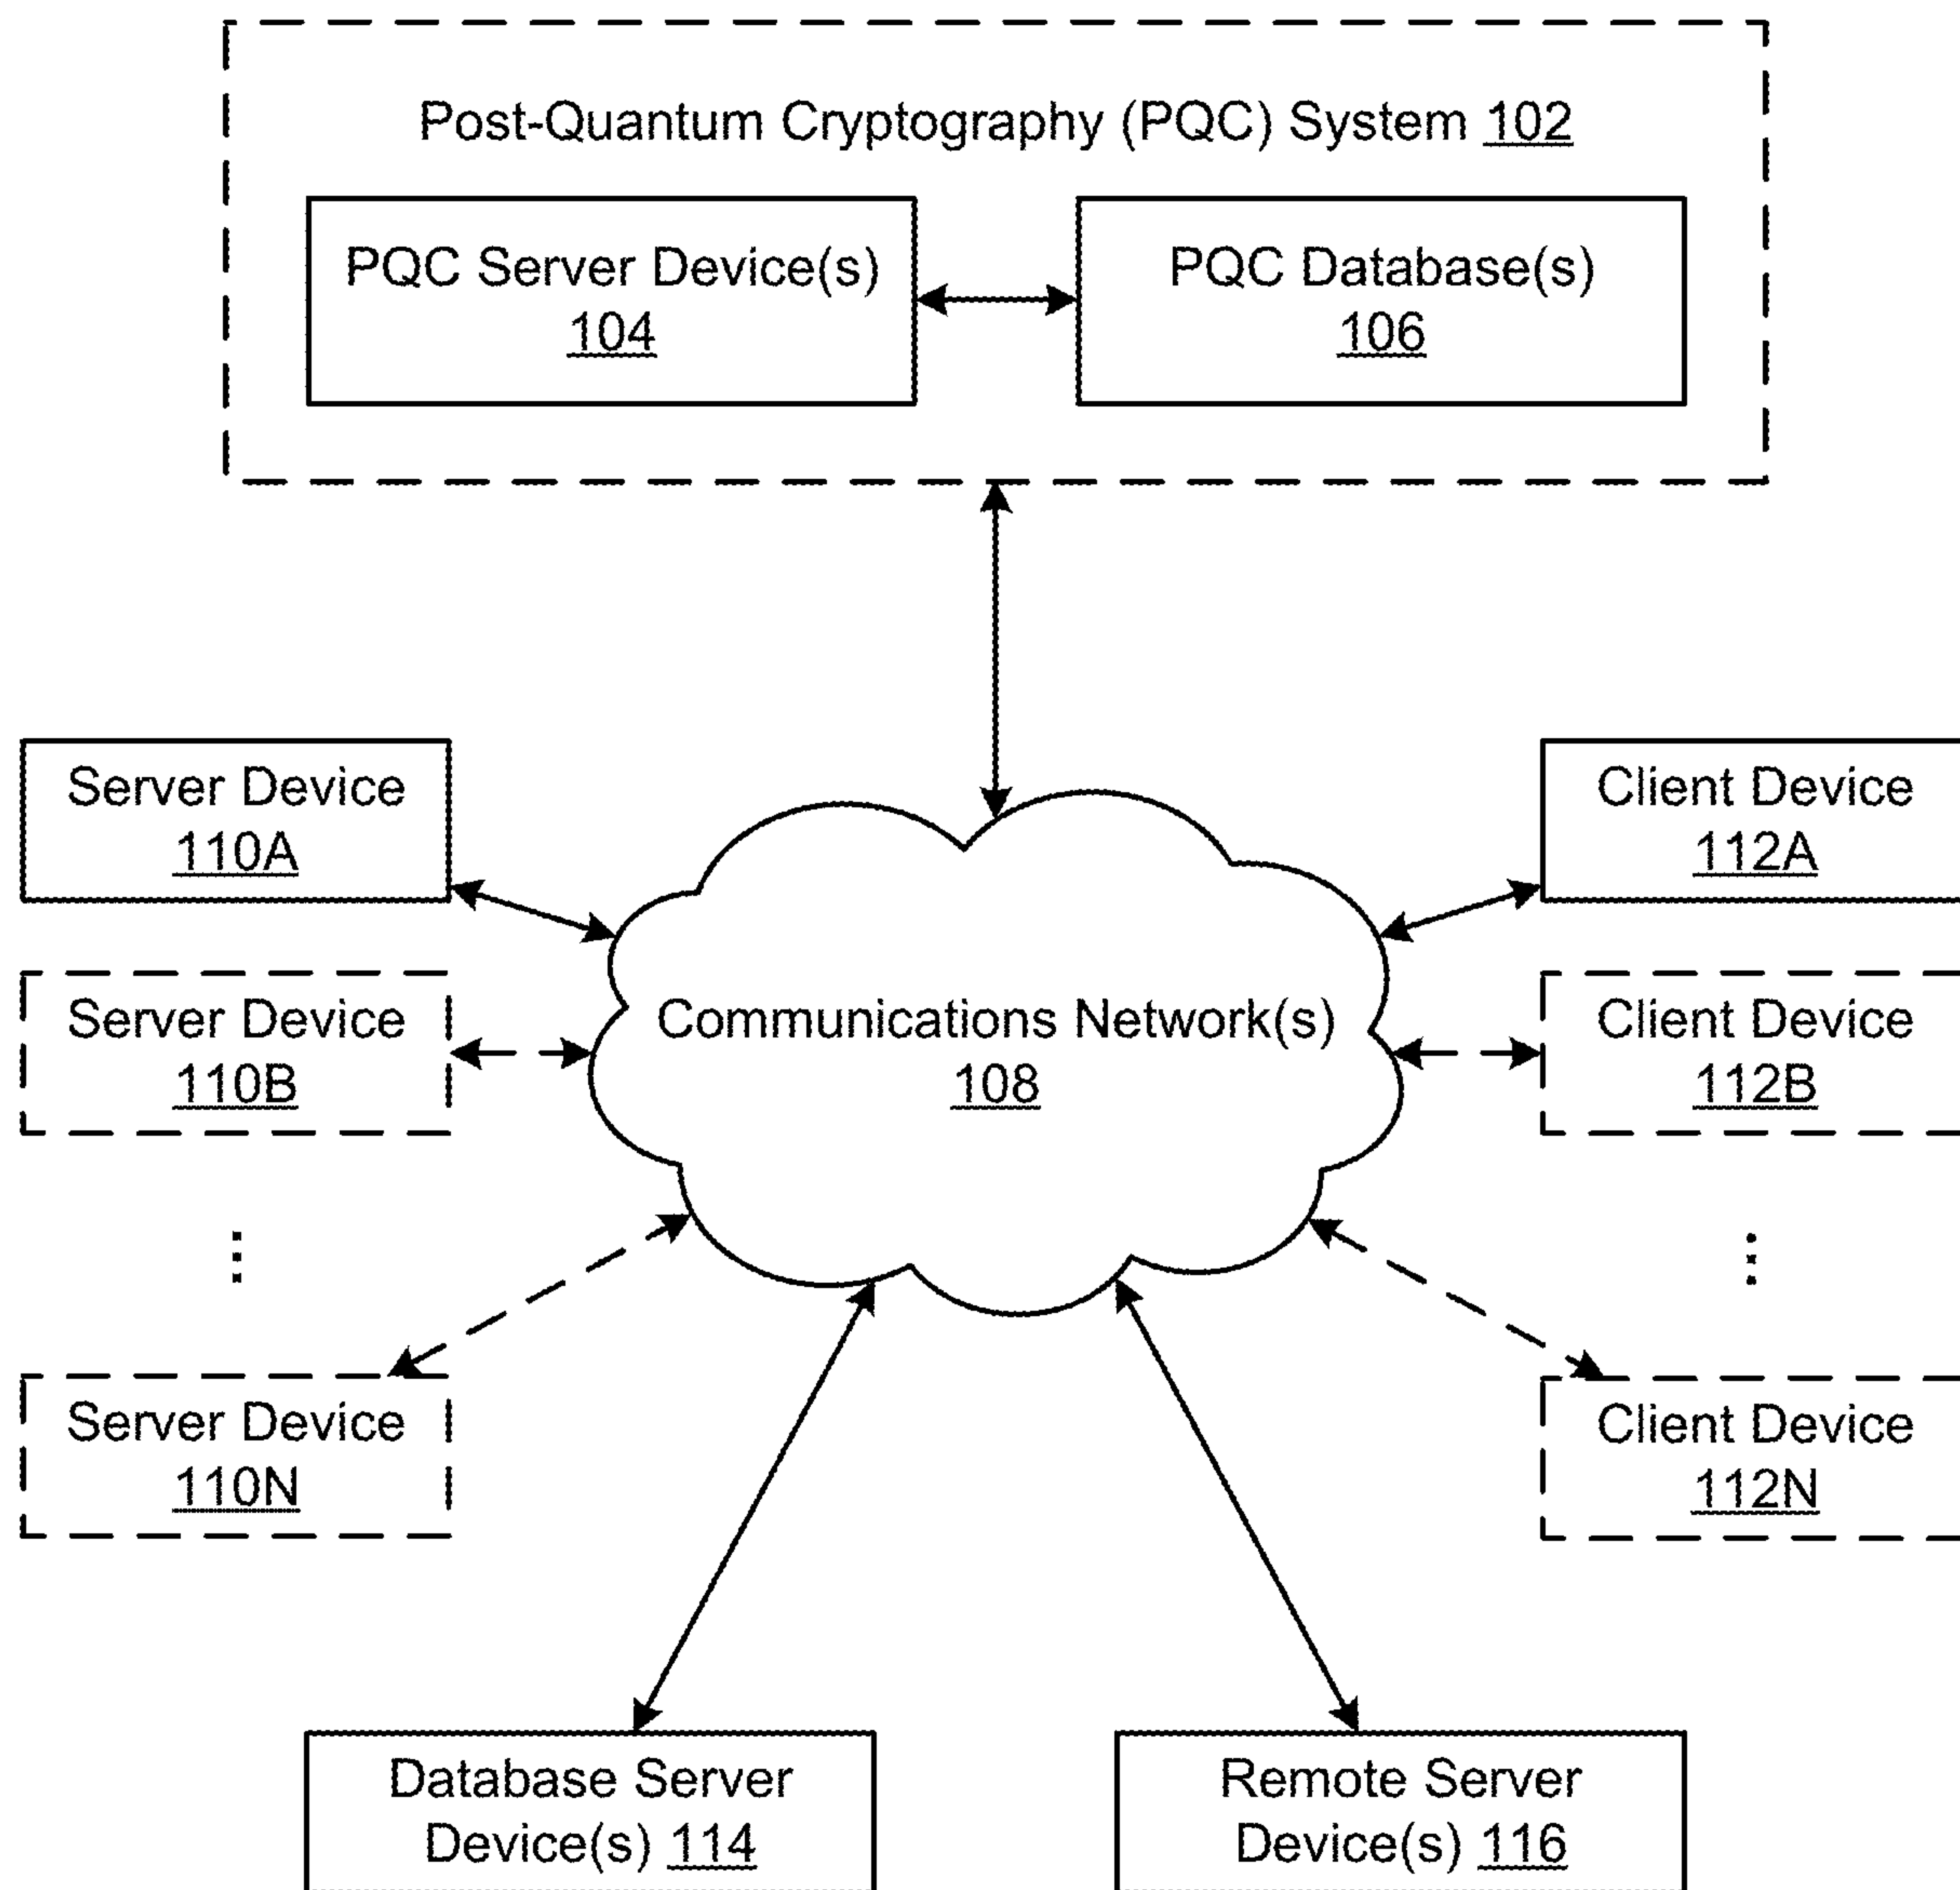 Post-Quantum Cryptography (PQC) System 102
PQC Server Device(s)
104
PQC Database(s)
106
Server Device
110A
Client Device
112A
Server Device
110B
Communications Network(s)
108
Client Device
112B
Server Device
110N
Client Device
112N
Database Server
Device(s) 114
Remote Server
Device(s) 116